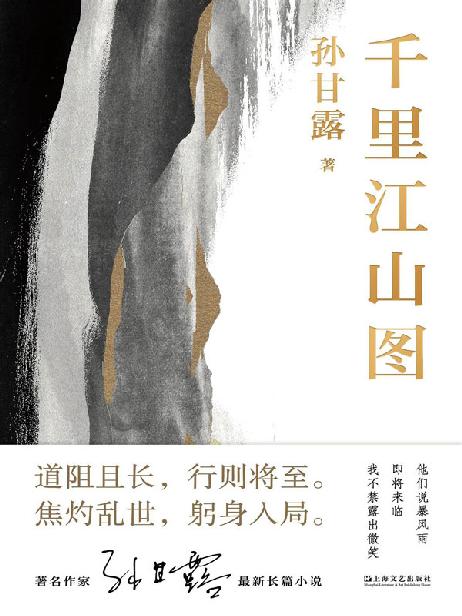 千里江山图
孙甘露 著
道阻且长，行则将至。
焦灼乱世，躬身入局。
著名作家 孙甘露 最新长篇小说
他们说暴风雨
即将来临
我不禁露出微笑
上海文艺出版社